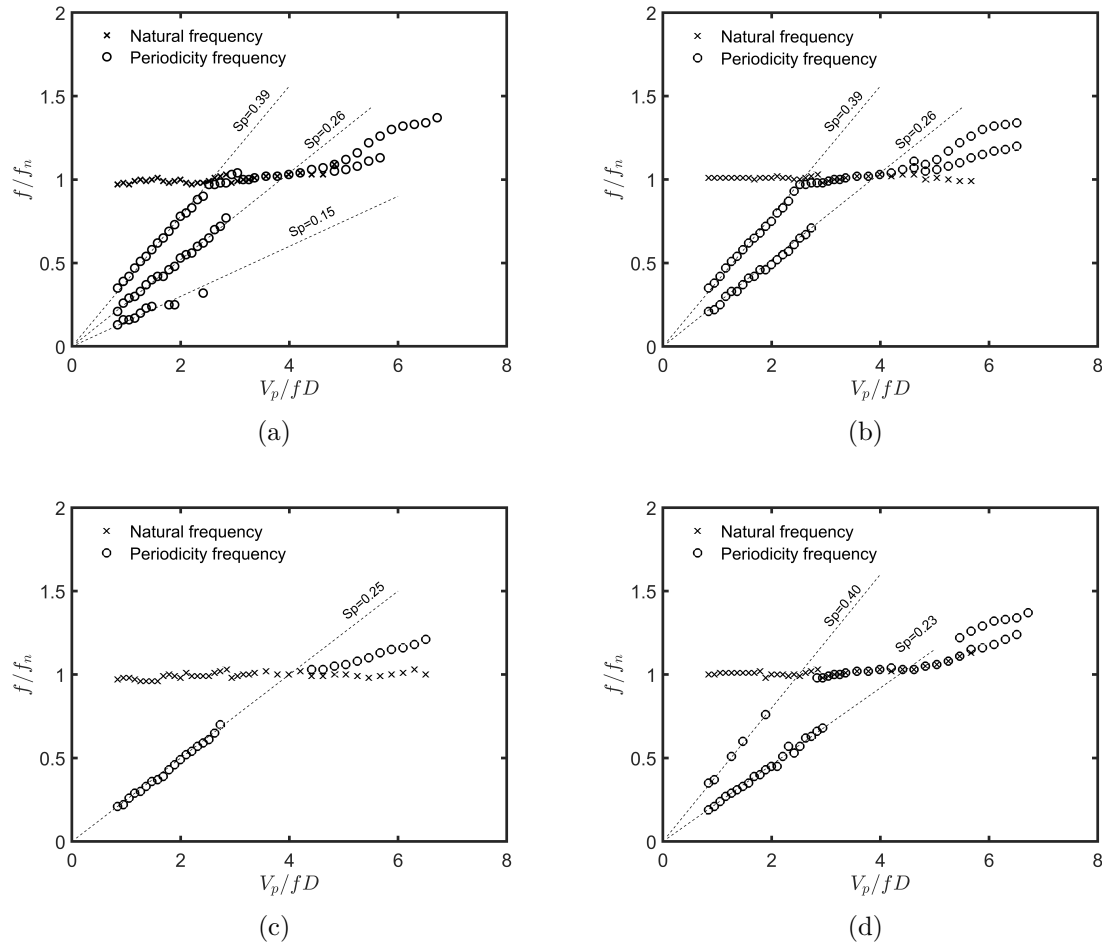 2
1.5
1
0.5
0
f/f_n
× Natural frequency
○ Periodicity frequency
Sp=0.39
Sp=0.26
Sp=0.15
0 2 4 6 8
V_p/fD
(a)
2
1.5
1
0.5
0
f/f_n
× Natural frequency
○ Periodicity frequency
Sp=0.39
Sp=0.26
0 2 4 6 8
V_p/fD
(b)
2
1.5
1
0.5
0
f/f_n
× Natural frequency
○ Periodicity frequency
Sp=0.25
0 2 4 6 8
V_p/fD
(c)
2
1.5
1
0.5
0
f/f_n
× Natural frequency
○ Periodicity frequency
Sp=0.40
Sp=0.23
0 2 4 6 8
V_p/fD
(d)